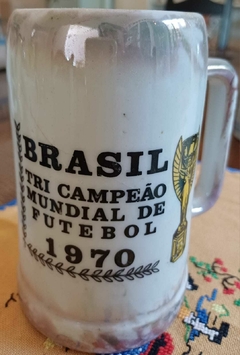 BRASIL
TRI CAMPEÃO
MUNDIAL DE
FUTEBOL
1970